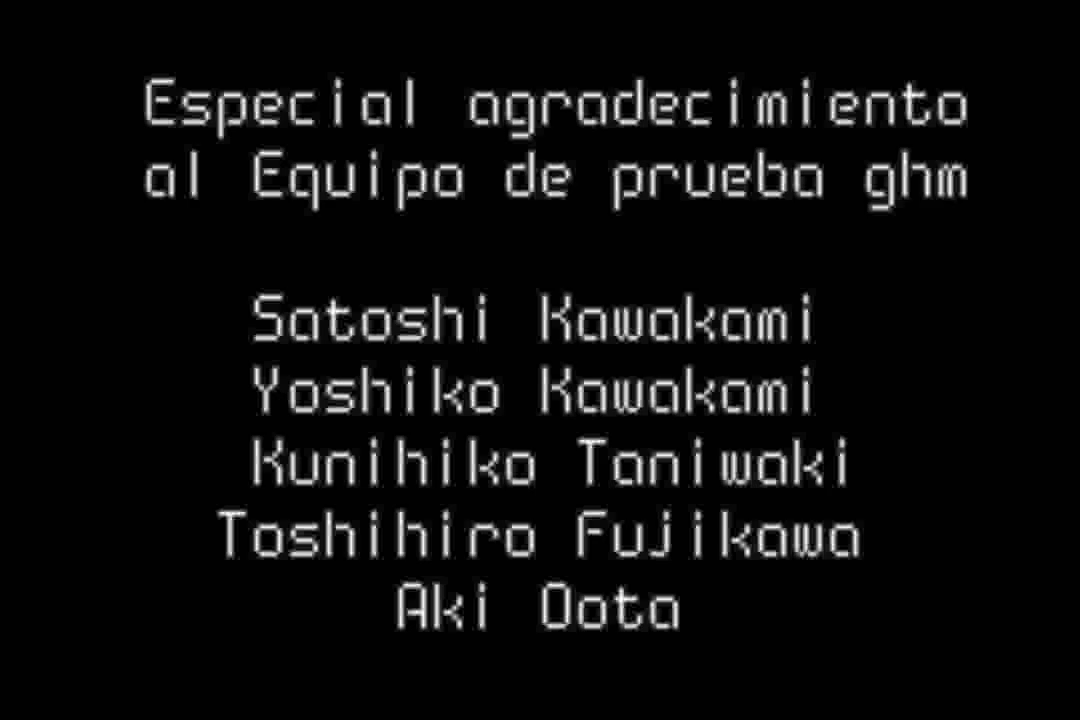 Especial agradecimiento
al Equipo de prueba ghm
Satoshi Kawakami
Yoshiko Kawakami
Kunihiko Taniwaki
Toshihiro Fujikawa
Aki Oota